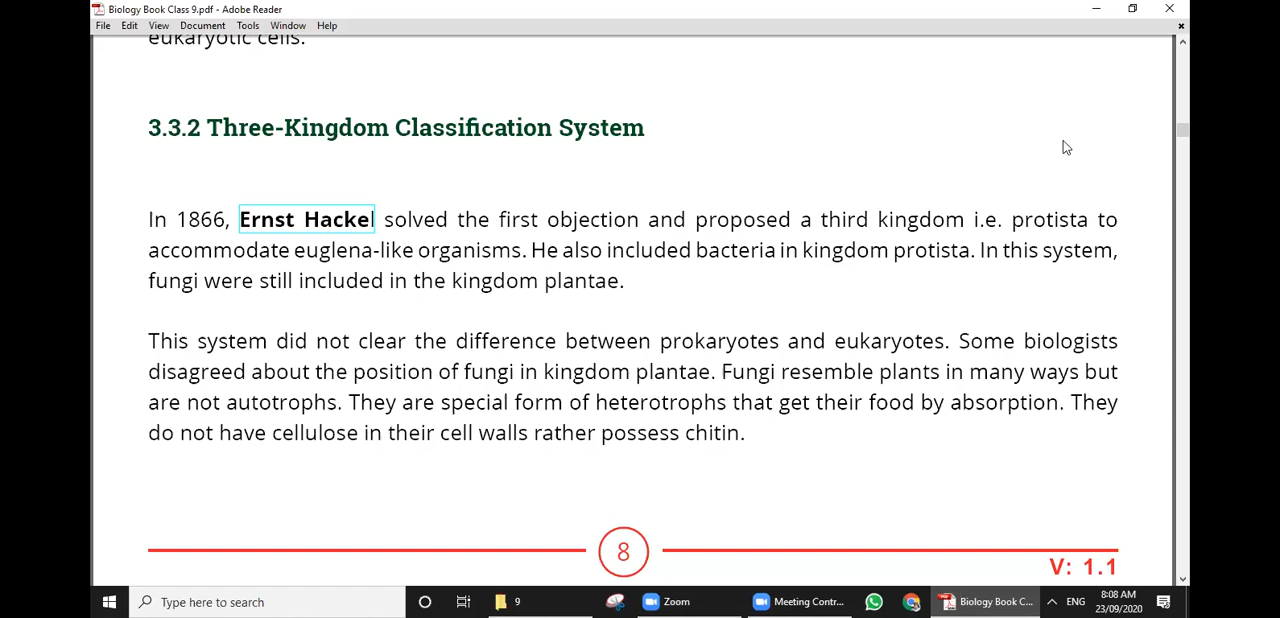 Biology Book Class 9.pdf - Adobe Reader
File Edit View Document Tools Window Help
eukaryotic cells.
3.3.2 Three-Kingdom Classification System
In 1866, Ernst Hackel solved the first objection and proposed a third kingdom i.e. protista to
accommodate euglena-like organisms. He also included bacteria in kingdom protista. In this system,
fungi were still included in the kingdom plantae.
This system did not clear the difference between prokaryotes and eukaryotes. Some biologists
disagreed about the position of fungi in kingdom plantae. Fungi resemble plants in many ways but
are not autotrophs. They are special form of heterotrophs that get their food by absorption. They
do not have cellulose in their cell walls rather possess chitin.
8
V: 1.1
Type here to search 9 Zoom Meeting Contr... Biology Book C... ENG 8:08 AM
23/09/2020